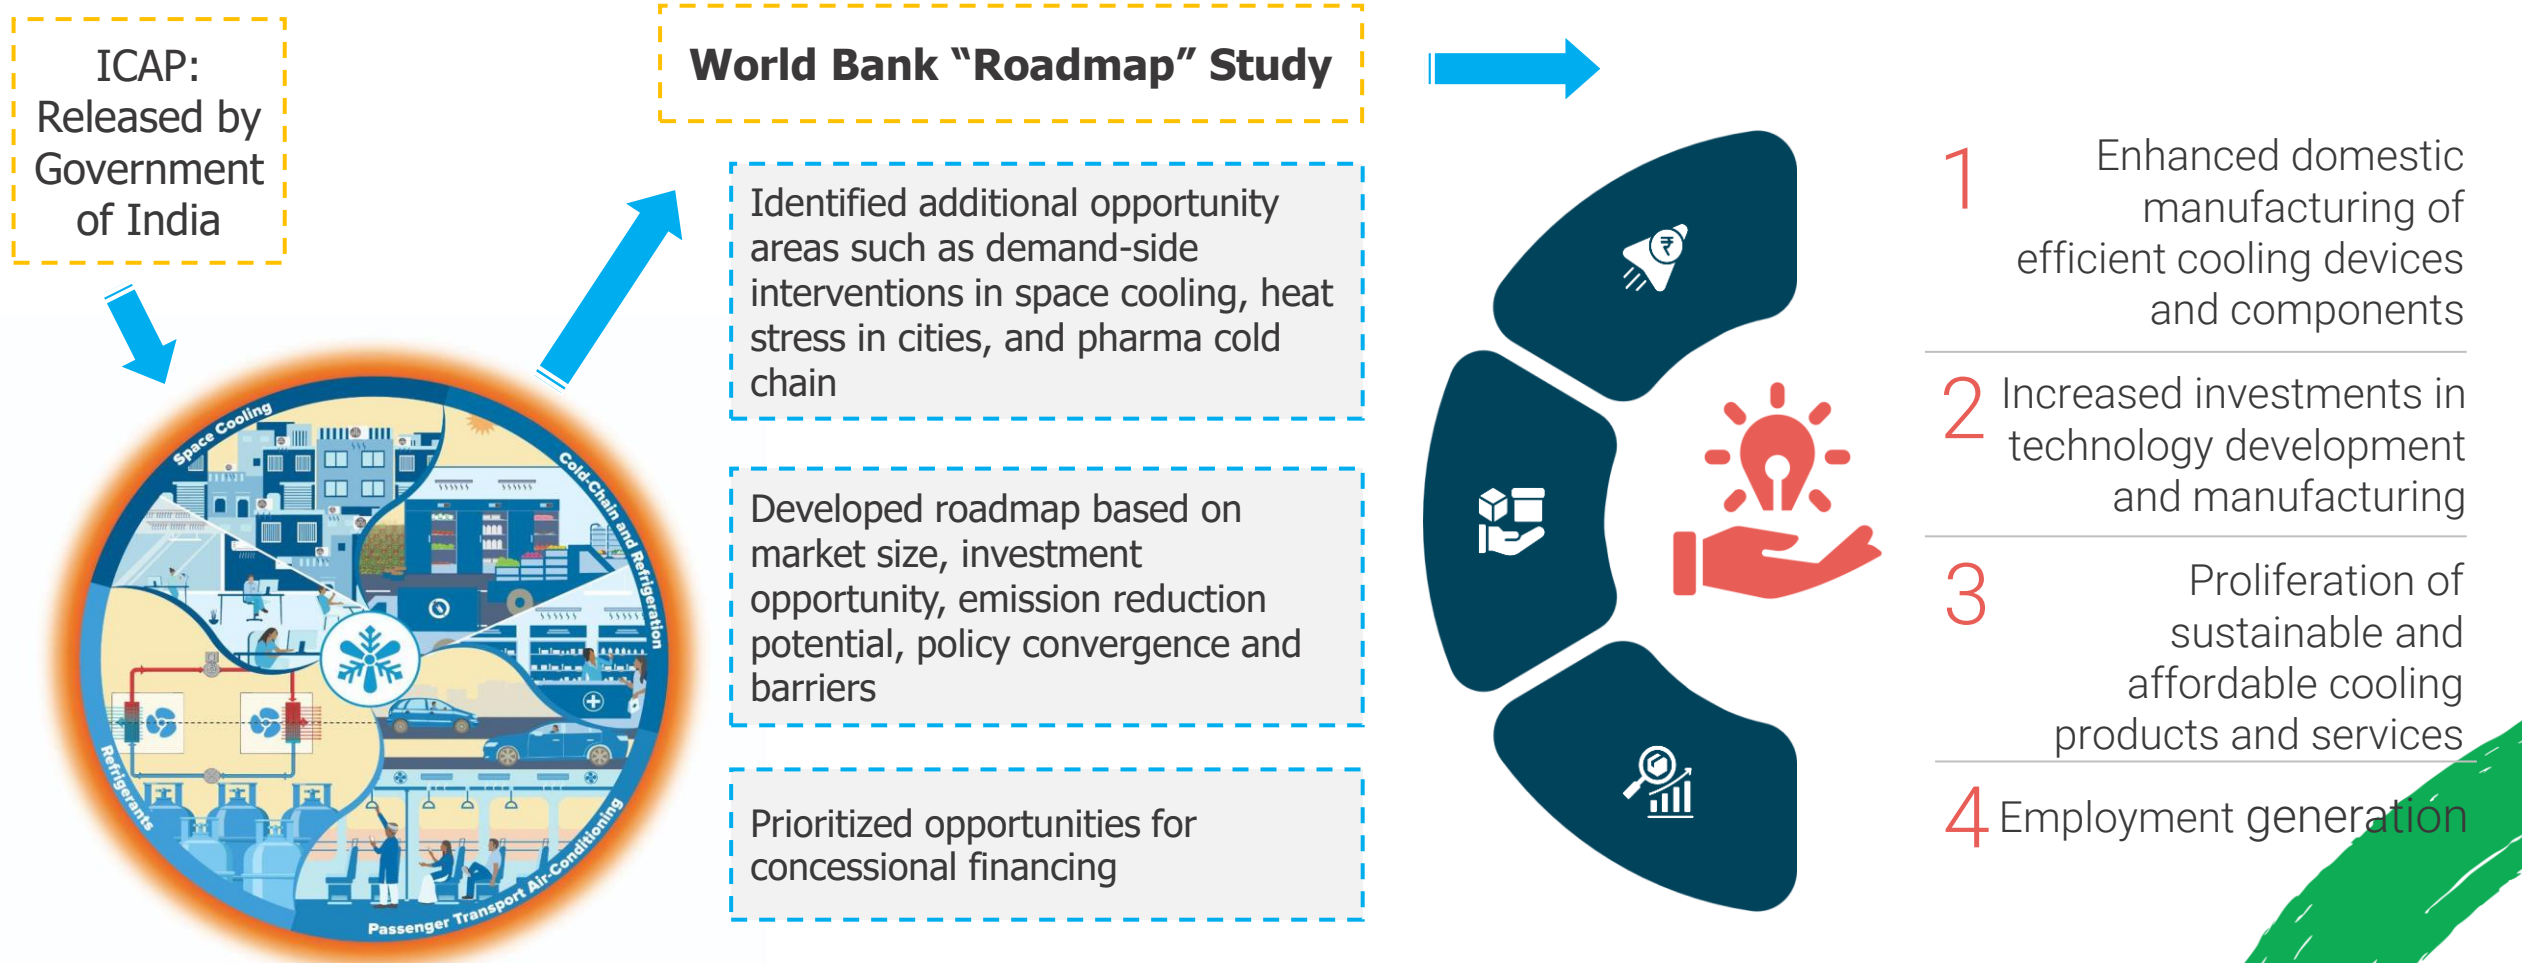 ICAP:
Released by
Government
of India
Space Cooling
Cold-Chain and Refrigeration
Refrigerants
Passenger Transport Air-Conditioning
World Bank “Roadmap” Study
Identified additional opportunity
areas such as demand-side
interventions in space cooling, heat
stress in cities, and pharma cold
chain
Developed roadmap based on
market size, investment
opportunity, emission reduction
potential, policy convergence and
barriers
Prioritized opportunities for
concessional financing
₹
1
Enhanced domestic
manufacturing of
efficient cooling devices
and components
2
Increased investments in
technology development
and manufacturing
3
Proliferation of
sustainable and
affordable cooling
products and services
4
Employment generation